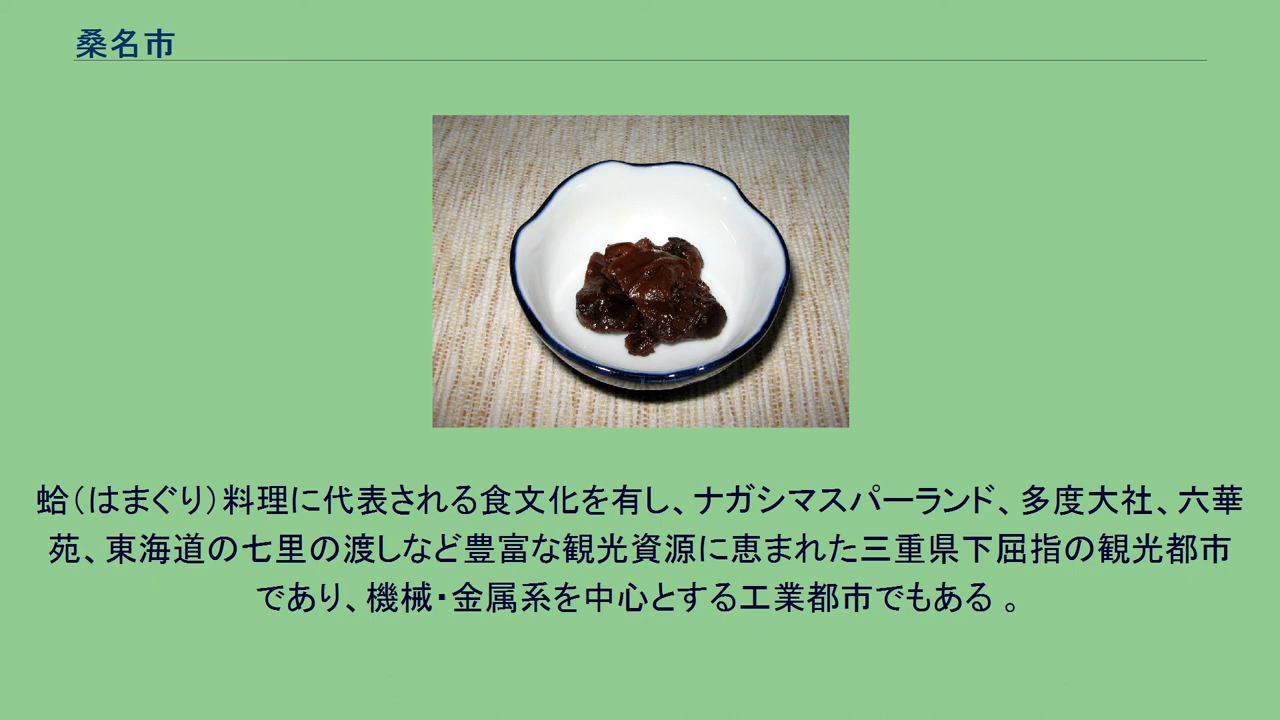 桑名市
蛤（はまぐり）料理に代表される食文化を有し、ナガシマスパーランド、多度大社、六華
苑、東海道の七里の渡しなど豊富な観光資源に恵まれた三重県下屈指の観光都市
であり、機械・金属系を中心とする工業都市でもある 。